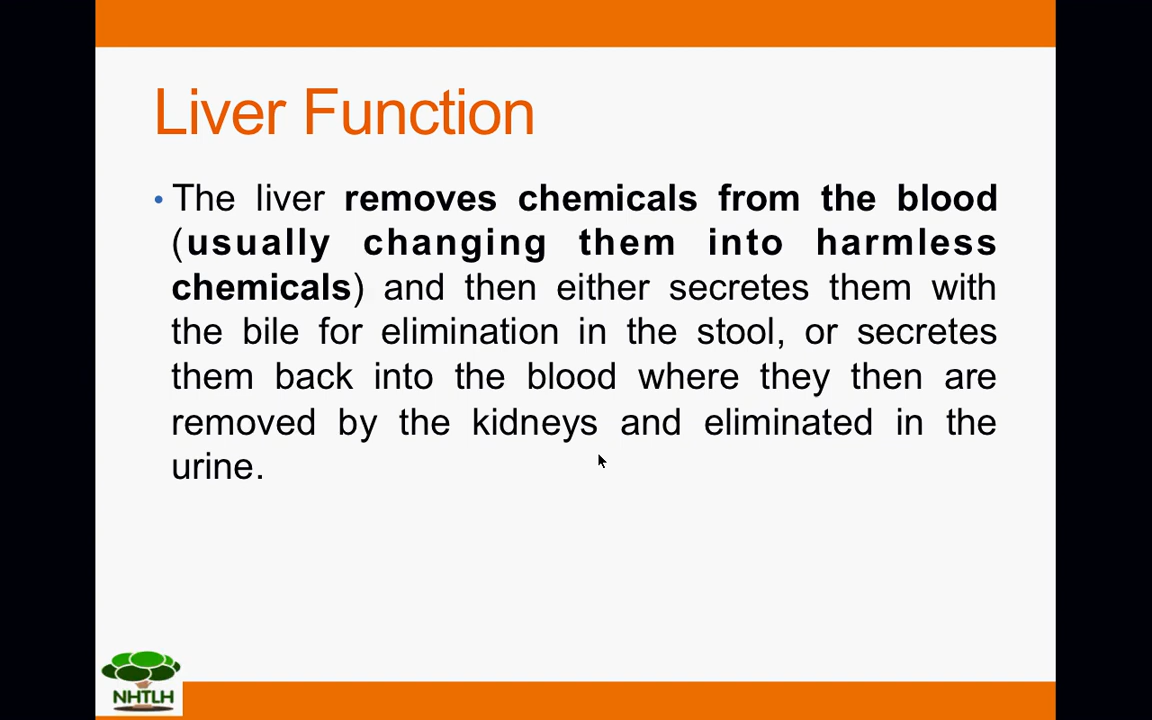 Liver Function
• The liver removes chemicals from the blood
(usually changing them into harmless
chemicals) and then either secretes them with
the bile for elimination in the stool, or secretes
them back into the blood where they then are
removed by the kidneys and eliminated in the
urine.
NHTLH